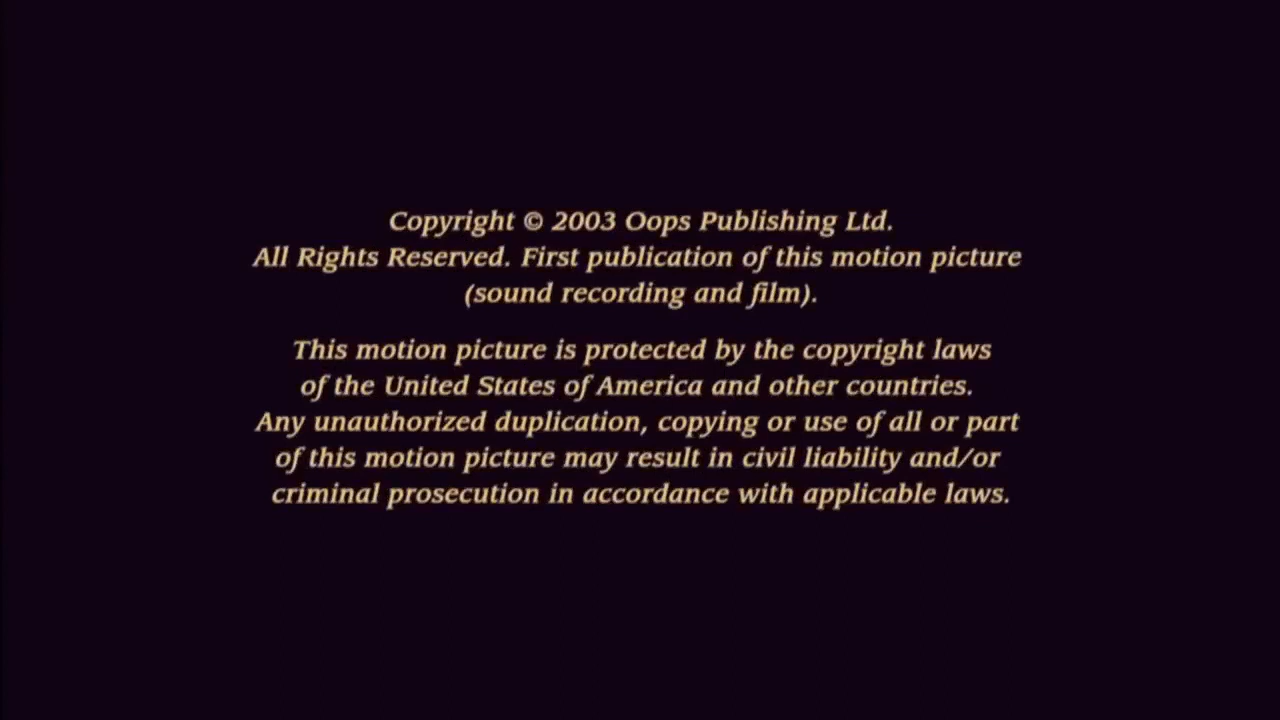 Copyright © 2003 Oops Publishing Ltd.
All Rights Reserved. First publication of this motion picture
(sound recording and film).
This motion picture is protected by the copyright laws
of the United States of America and other countries.
Any unauthorized duplication, copying or use of all or part
of this motion picture may result in civil liability and/or
criminal prosecution in accordance with applicable laws.